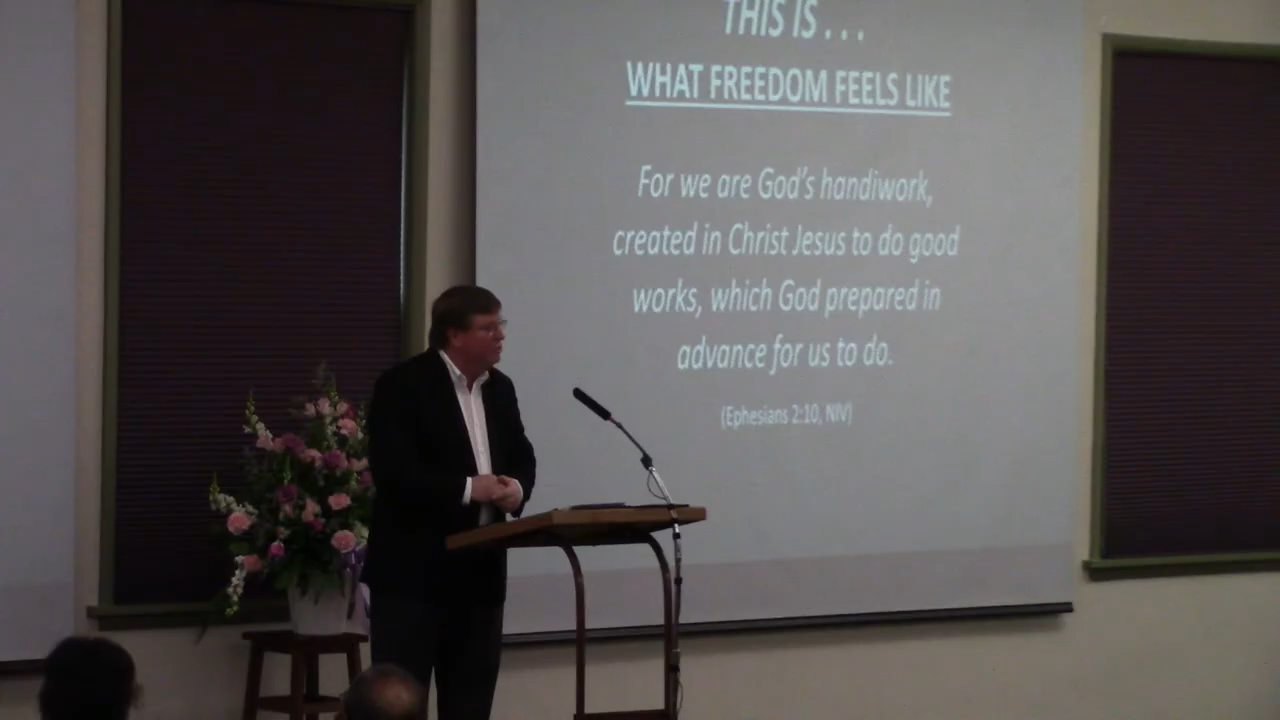 THIS IS . . .
WHAT FREEDOM FEELS LIKE
For we are God's handiwork,
created in Christ Jesus to do good
works, which God prepared in
advance for us to do.
(Ephesians 2:10, NIV)